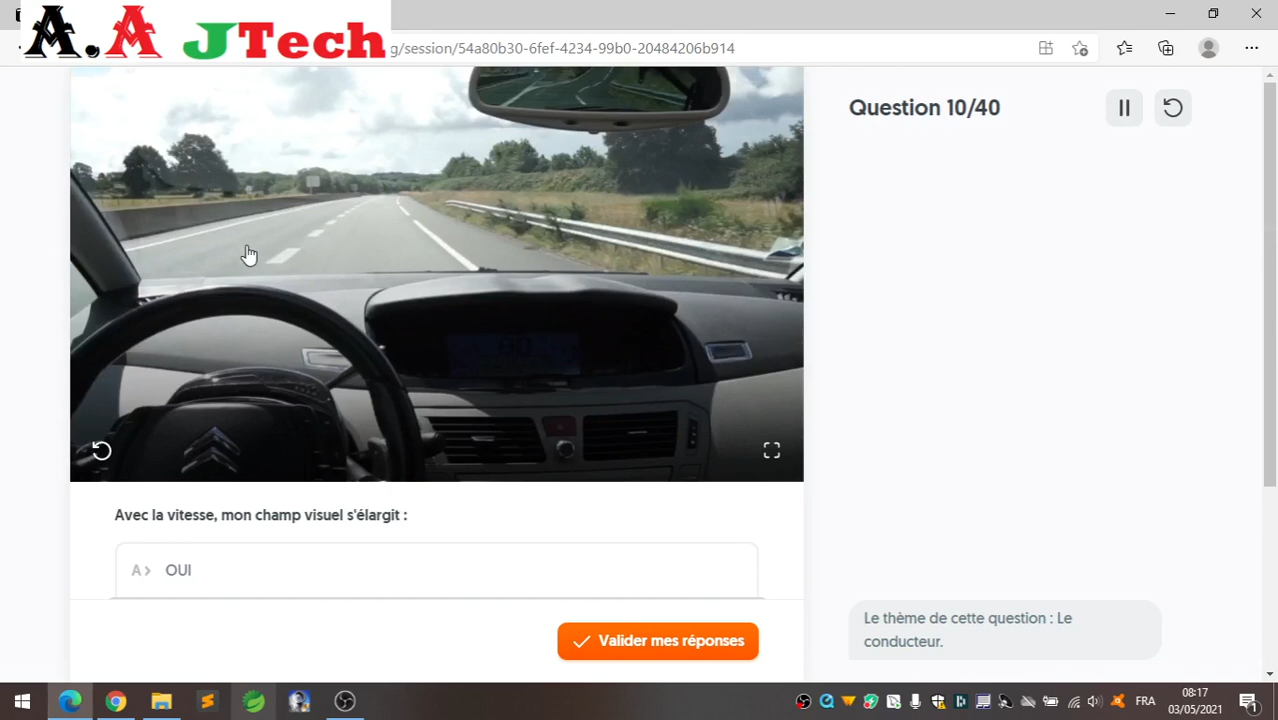 A.A JTech
g/session/54a80b30-6fef-4234-99b0-20484206b914
Question 10/40
Avec la vitesse, mon champ visuel s'élargit :
A OUI
Valider mes réponses
Le thème de cette question : Le
conducteur.
FRA
08:17
03/05/2021